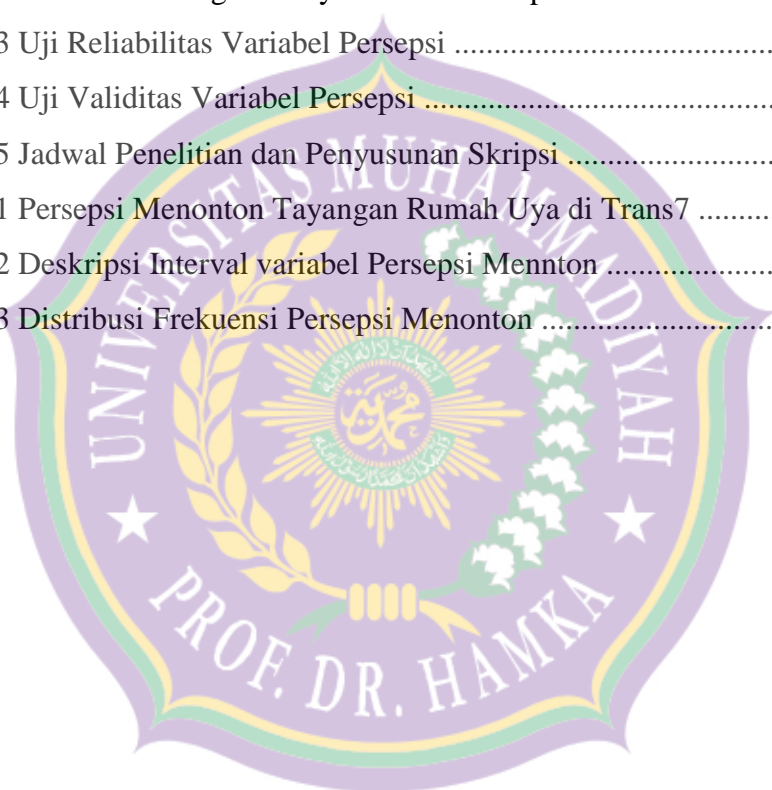 3 Uji Reliabilitas Variabel Persepsi ........................................
4 Uji Validitas Variabel Persepsi ............................................
5 Jadwal Penelitian dan Penyusunan Skripsi ..........................
1 Persepsi Menonton Tayangan Rumah Uya di Trans7 .........
2 Deskripsi Interval variabel Persepsi Mennton .....................
3 Distribusi Frekuensi Persepsi Menonton .............................
UNIVERSITAS MUHAMMADIYAH
PROF. DR. HAMKA